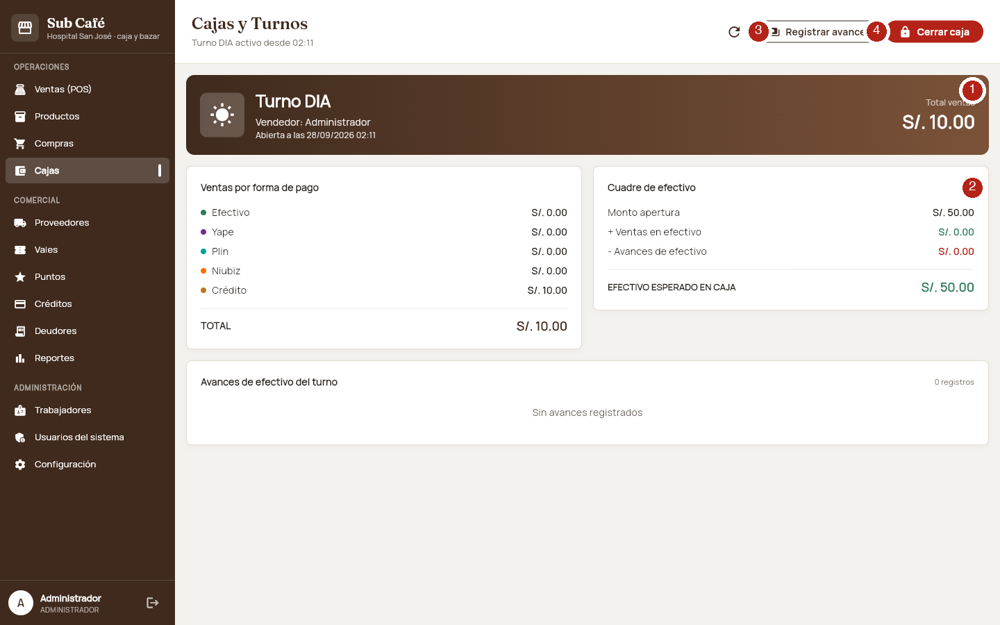 Sub Café
Hospital San José · caja y bazar
OPERACIONES
Ventas (POS)
Productos
Compras
Cajas
COMERCIAL
Proveedores
Vales
Puntos
Créditos
Deudores
Reportes
ADMINISTRACIÓN
Trabajadores
Usuarios del sistema
Configuración
A
Administrador
ADMINISTRADOR
Cajas y Turnos
Turno DIA activo desde 02:11
3
Registrar avance
4
Cerrar caja
Turno DIA
Vendedor: Administrador
Abierta a las 28/09/2026 02:11
1
Total ventas
S/. 10.00
Ventas por forma de pago
Efectivo S/. 0.00
Yape S/. 0.00
Plin S/. 0.00
Niubiz S/. 0.00
Crédito S/. 10.00
TOTAL S/. 10.00
Cuadre de efectivo
2
Monto apertura S/. 50.00
+ Ventas en efectivo S/. 0.00
- Avances de efectivo S/. 0.00
EFECTIVO ESPERADO EN CAJA S/. 50.00
Avances de efectivo del turno
0 registros
Sin avances registrados